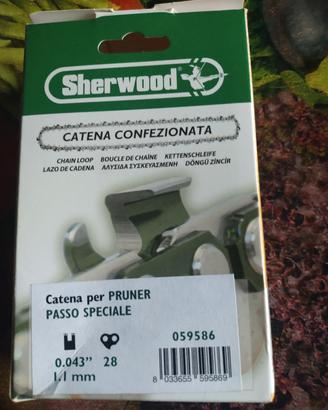 Sherwood
CATENA CONFEZIONATA
CHAIN LOOP BOUCLE DE CHAÎNE KETTENSCHLEIFE
LAZO DE CADENA ΑΛΥΣΙΔΑ ΣΥΣΚΕΥΑΣΜΕΝΗ DÖNGÜ ZİNCİR
Catena per PRUNER
PASSO SPECIALE
059586
0.043” 28
1.1 mm
8 033655 595869